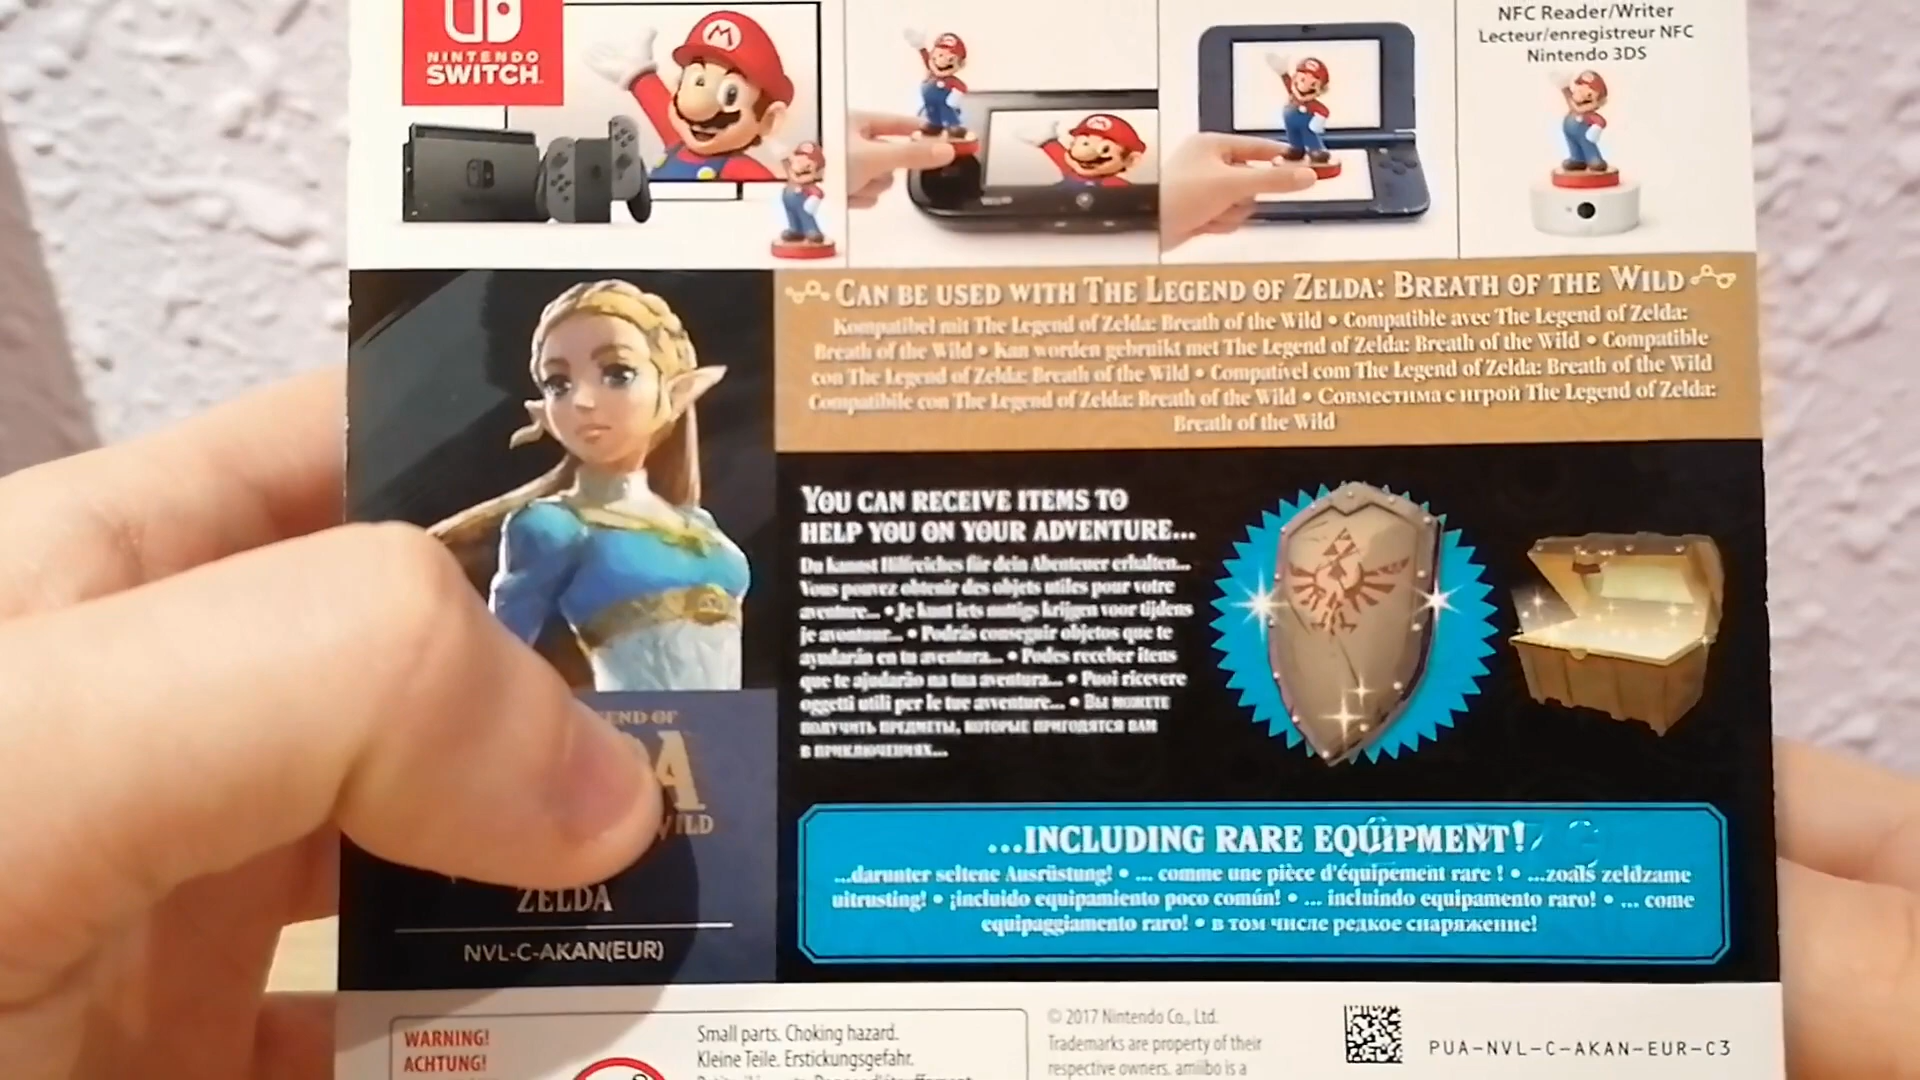 NINTENDO
SWITCH
NFC Reader/Writer
Lecteur/enregistreur NFC
Nintendo 3DS
CAN BE USED WITH THE LEGEND OF ZELDA: BREATH OF THE WILD
Kompatibel mit The Legend of Zelda: Breath of the Wild • Compatible avec The Legend of Zelda:
Breath of the Wild • Kan worden gebruikt met The Legend of Zelda: Breath of the Wild • Compatible
con The Legend of Zelda: Breath of the Wild • Compatível com The Legend of Zelda: Breath of the Wild
Compatibile con The Legend of Zelda: Breath of the Wild • Совместима с игрой The Legend of Zelda:
Breath of the Wild
YOU CAN RECEIVE ITEMS TO
HELP YOU ON YOUR ADVENTURE...
Du kannst Hilfreiches für dein Abenteuer erhalten...
Vous pouvez obtenir des objets utiles pour votre
aventure... • Je kunt iets nuttigs krijgen voor tijdens
je avontuur... • Podrás conseguir objetos que te
ayudarán en tu aventura... • Podes receber itens
que te ajudarão na tua aventura... • Puoi ricevere
oggetti utili per le tue avventure... • Вы можете
получить предметы, которые пригодятся вам
в приключениях...
...INCLUDING RARE EQUIPMENT!
...darunter seltene Ausrüstung! • ... comme une pièce d'équipement rare ! • ...zoals zeldzame
uitrusting! • ¡incluido equipamiento poco común! • ... incluindo equipamento raro! • ... come
equipaggiamento raro! • в том числе редкое снаряжение!
ZELDA
NVL-C-AKAN(EUR)
WARNING!
ACHTUNG!
Small parts. Choking hazard.
Kleine Teile. Erstickungsgefahr.
© 2017 Nintendo Co., Ltd.
Trademarks are property of their
respective owners. amiibo is a
PUA-NVL-C-AKAN-EUR-C3